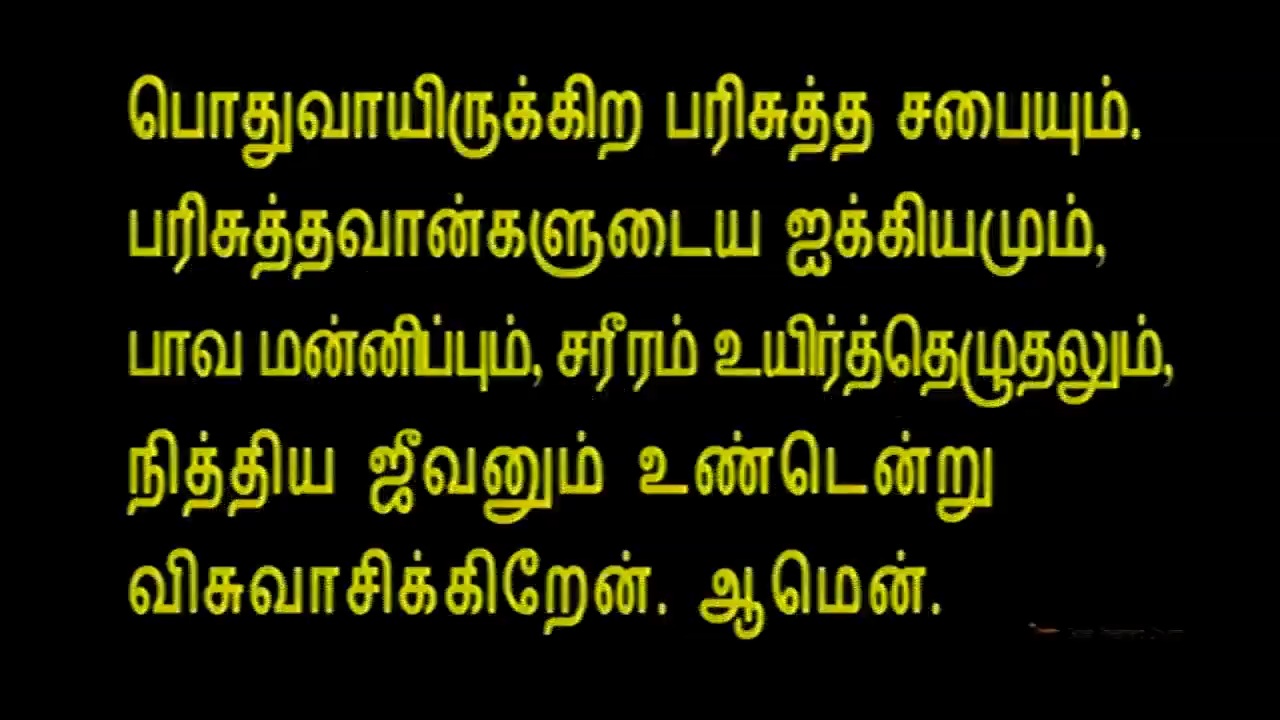 பொதுவாயிருக்கிற பரிசுத்த சபையும்.
பரிசுத்தவான்களுடைய ஐக்கியமும்,
பாவ மன்னிப்பும், சரீரம் உயிர்த்தெழுதலும்,
நித்திய ஜீவனும் உண்டென்று
விசுவாசிக்கிறேன். ஆமென்.